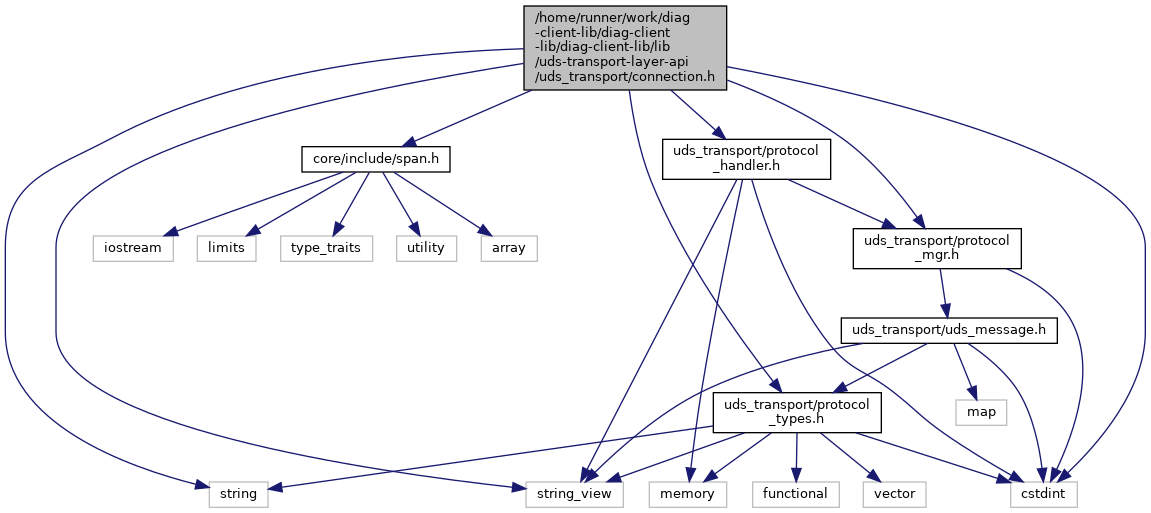 /home/runner/work/diag
-client-lib/diag-client
-lib/diag-client-lib/lib
/uds-transport-layer-api
/uds_transport/connection.h
core/include/span.h
uds_transport/protocol
_handler.h
iostream
limits
type_traits
utility
array
uds_transport/protocol
_mgr.h
uds_transport/uds_message.h
uds_transport/protocol
_types.h
map
string
string_view
memory
functional
vector
cstdint